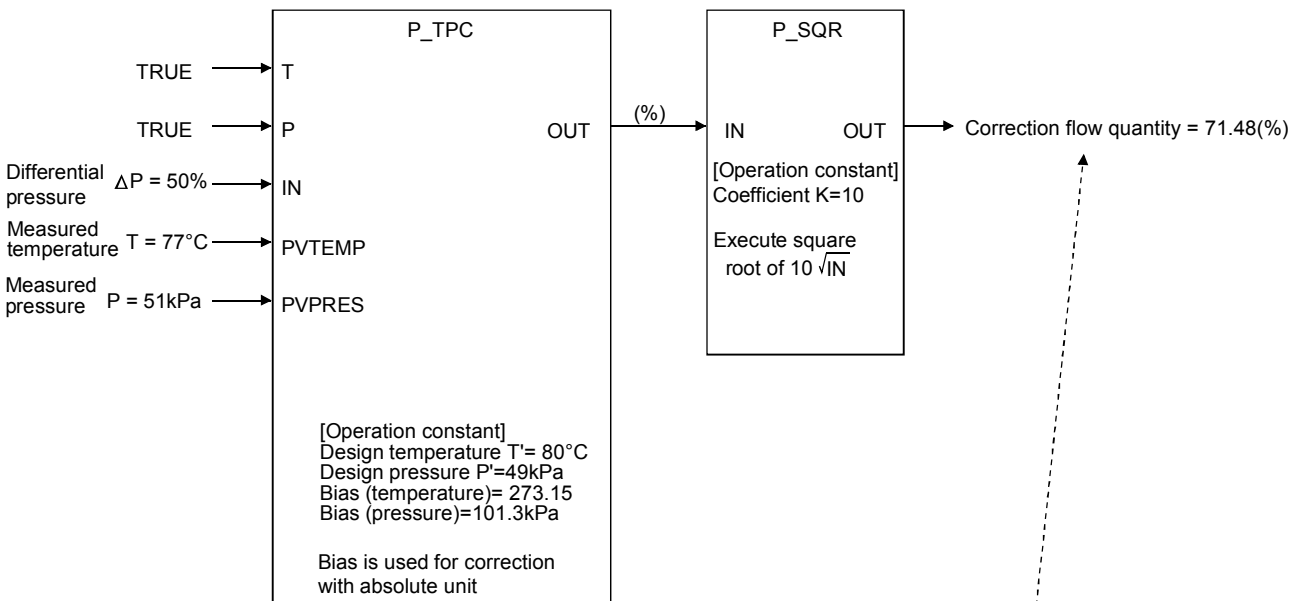 P_TPC
TRUE
T
TRUE
P
OUT
Differential
pressure
ΔP = 50%
IN
Measured
temperature
T = 77°C
PVTEMP
Measured
pressure
P = 51kPa
PVPRES
[Operation constant]
Design temperature T'= 80°C
Design pressure P'=49kPa
Bias (temperature)= 273.15
Bias (pressure)=101.3kPa
Bias is used for correction
with absolute unit
(%)
P_SQR
IN
OUT
[Operation constant]
Coefficient K=10
Execute square
root of 10 √IN
Correction flow quantity = 71.48(%)